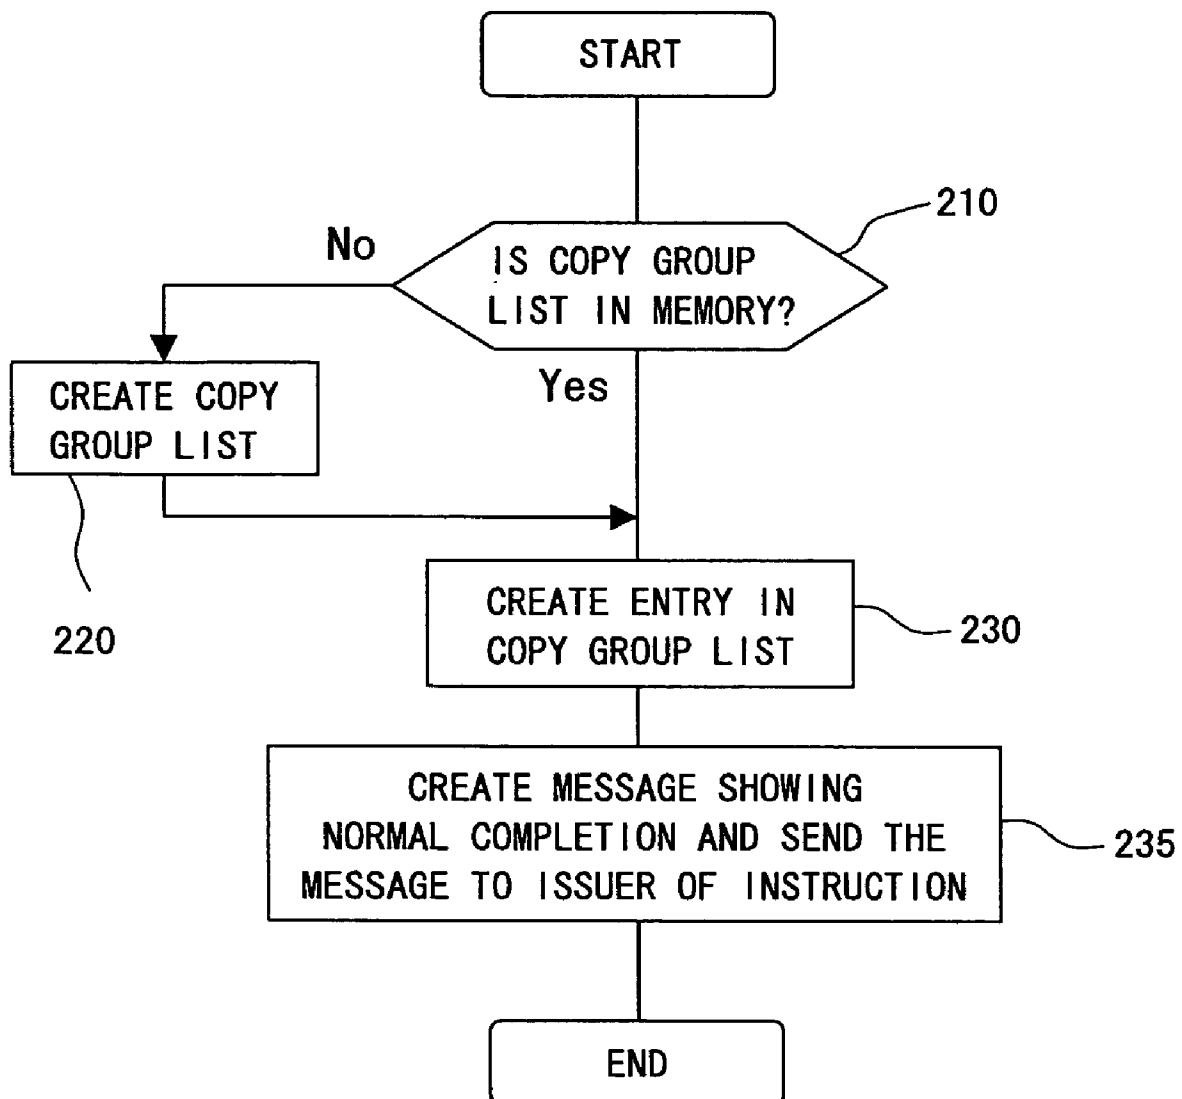 START
210
No
IS COPY GROUP
LIST IN MEMORY?
Yes
CREATE COPY
GROUP LIST
220
CREATE ENTRY IN
COPY GROUP LIST
230
CREATE MESSAGE SHOWING
NORMAL COMPLETION AND SEND THE
MESSAGE TO ISSUER OF INSTRUCTION
235
END